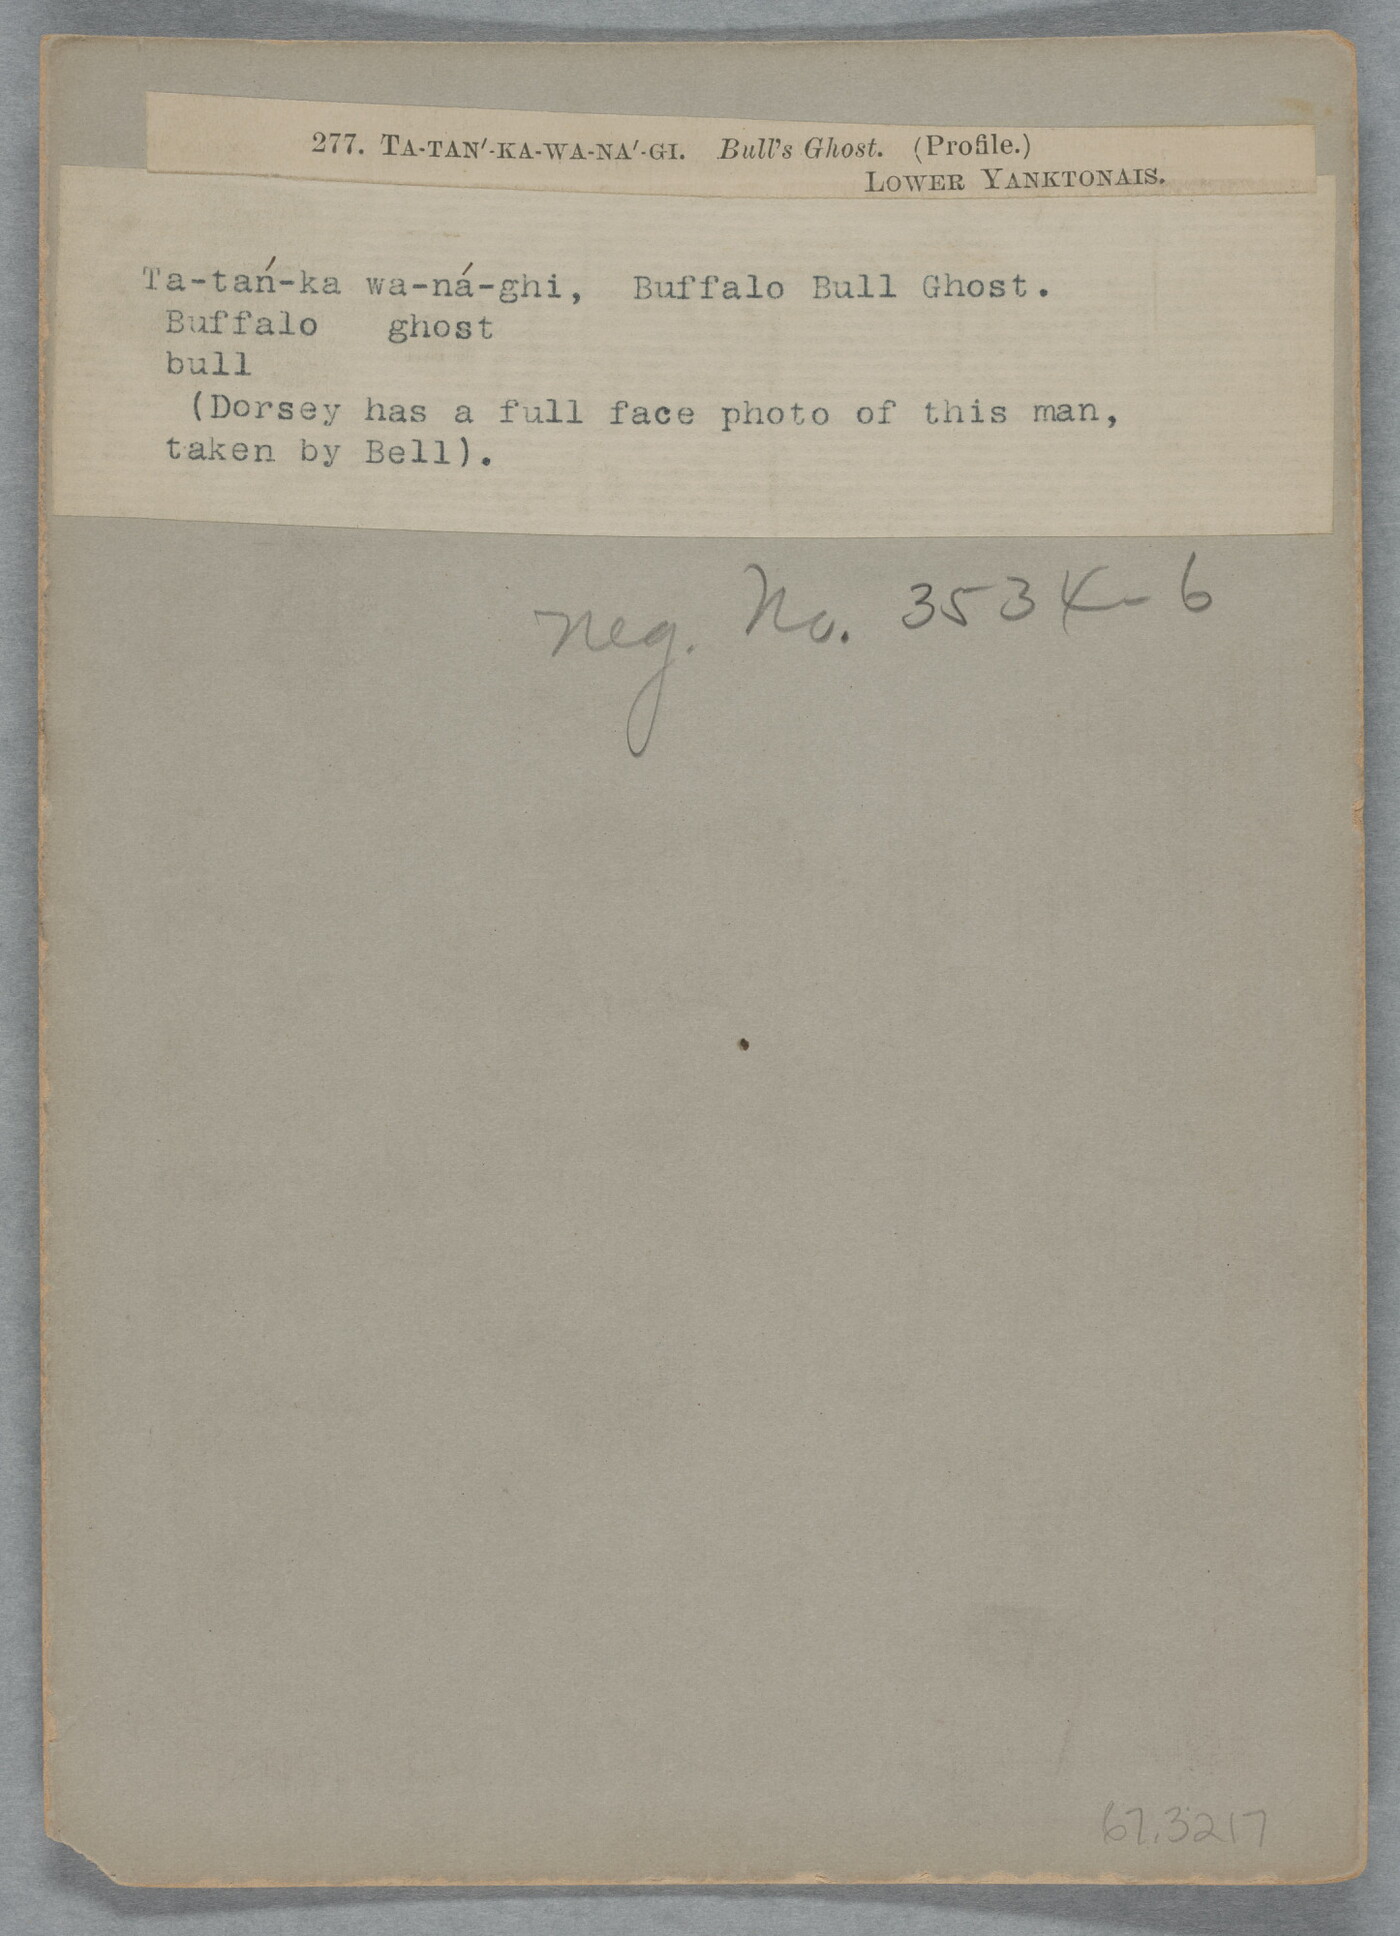 277. TA-TAN'-KA-WA-NA'-GI. Bull's Ghost. (Profile.)
LOWER YANKTONAIS.
Ta-tań-ka wa-ná-ghi, Buffalo Bull Ghost.
Buffalo ghost
bull
(Dorsey has a full face photo of this man,
taken by Bell).
Neg. No. 3534-6
67.3217